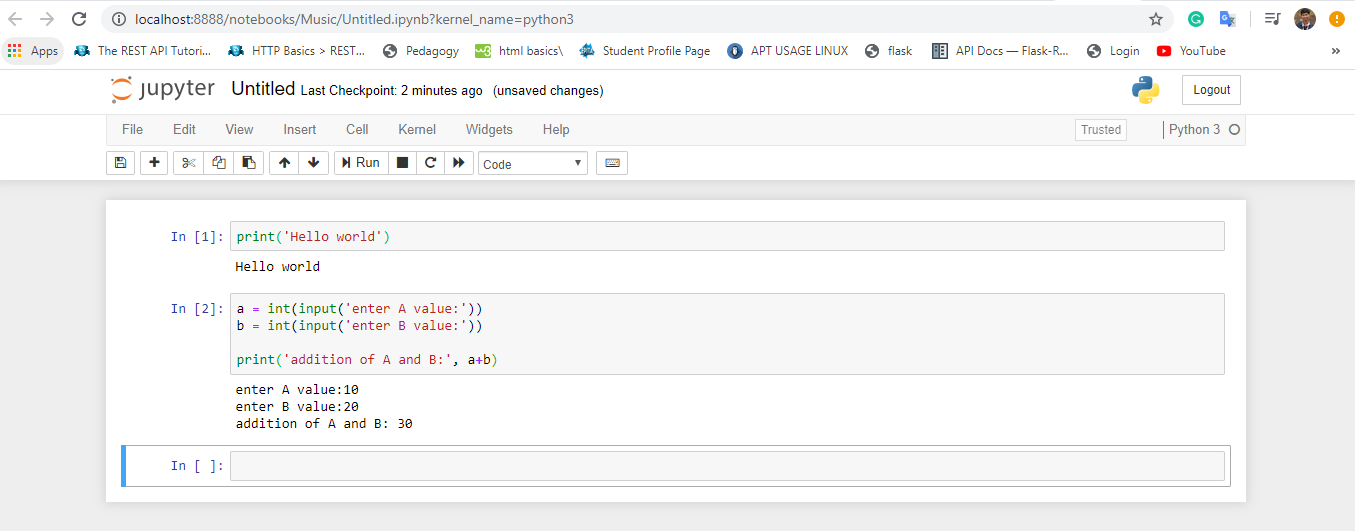 localhost:8888/notebooks/Music/Untitled.ipynb?kernel_name=python3
Apps The REST API Tutori... HTTP Basics > REST... Pedagogy html basics\ Student Profile Page APT USAGE LINUX flask API Docs — Flask-R... Login YouTube »
jupyter Untitled Last Checkpoint: 2 minutes ago (unsaved changes) Logout
File Edit View Insert Cell Kernel Widgets Help Trusted Python 3
Run Code
In [1]: print('Hello world')
Hello world
In [2]: a = int(input('enter A value:'))
b = int(input('enter B value:'))
print('addition of A and B:', a+b)
enter A value:10
enter B value:20
addition of A and B: 30
In [ ]: